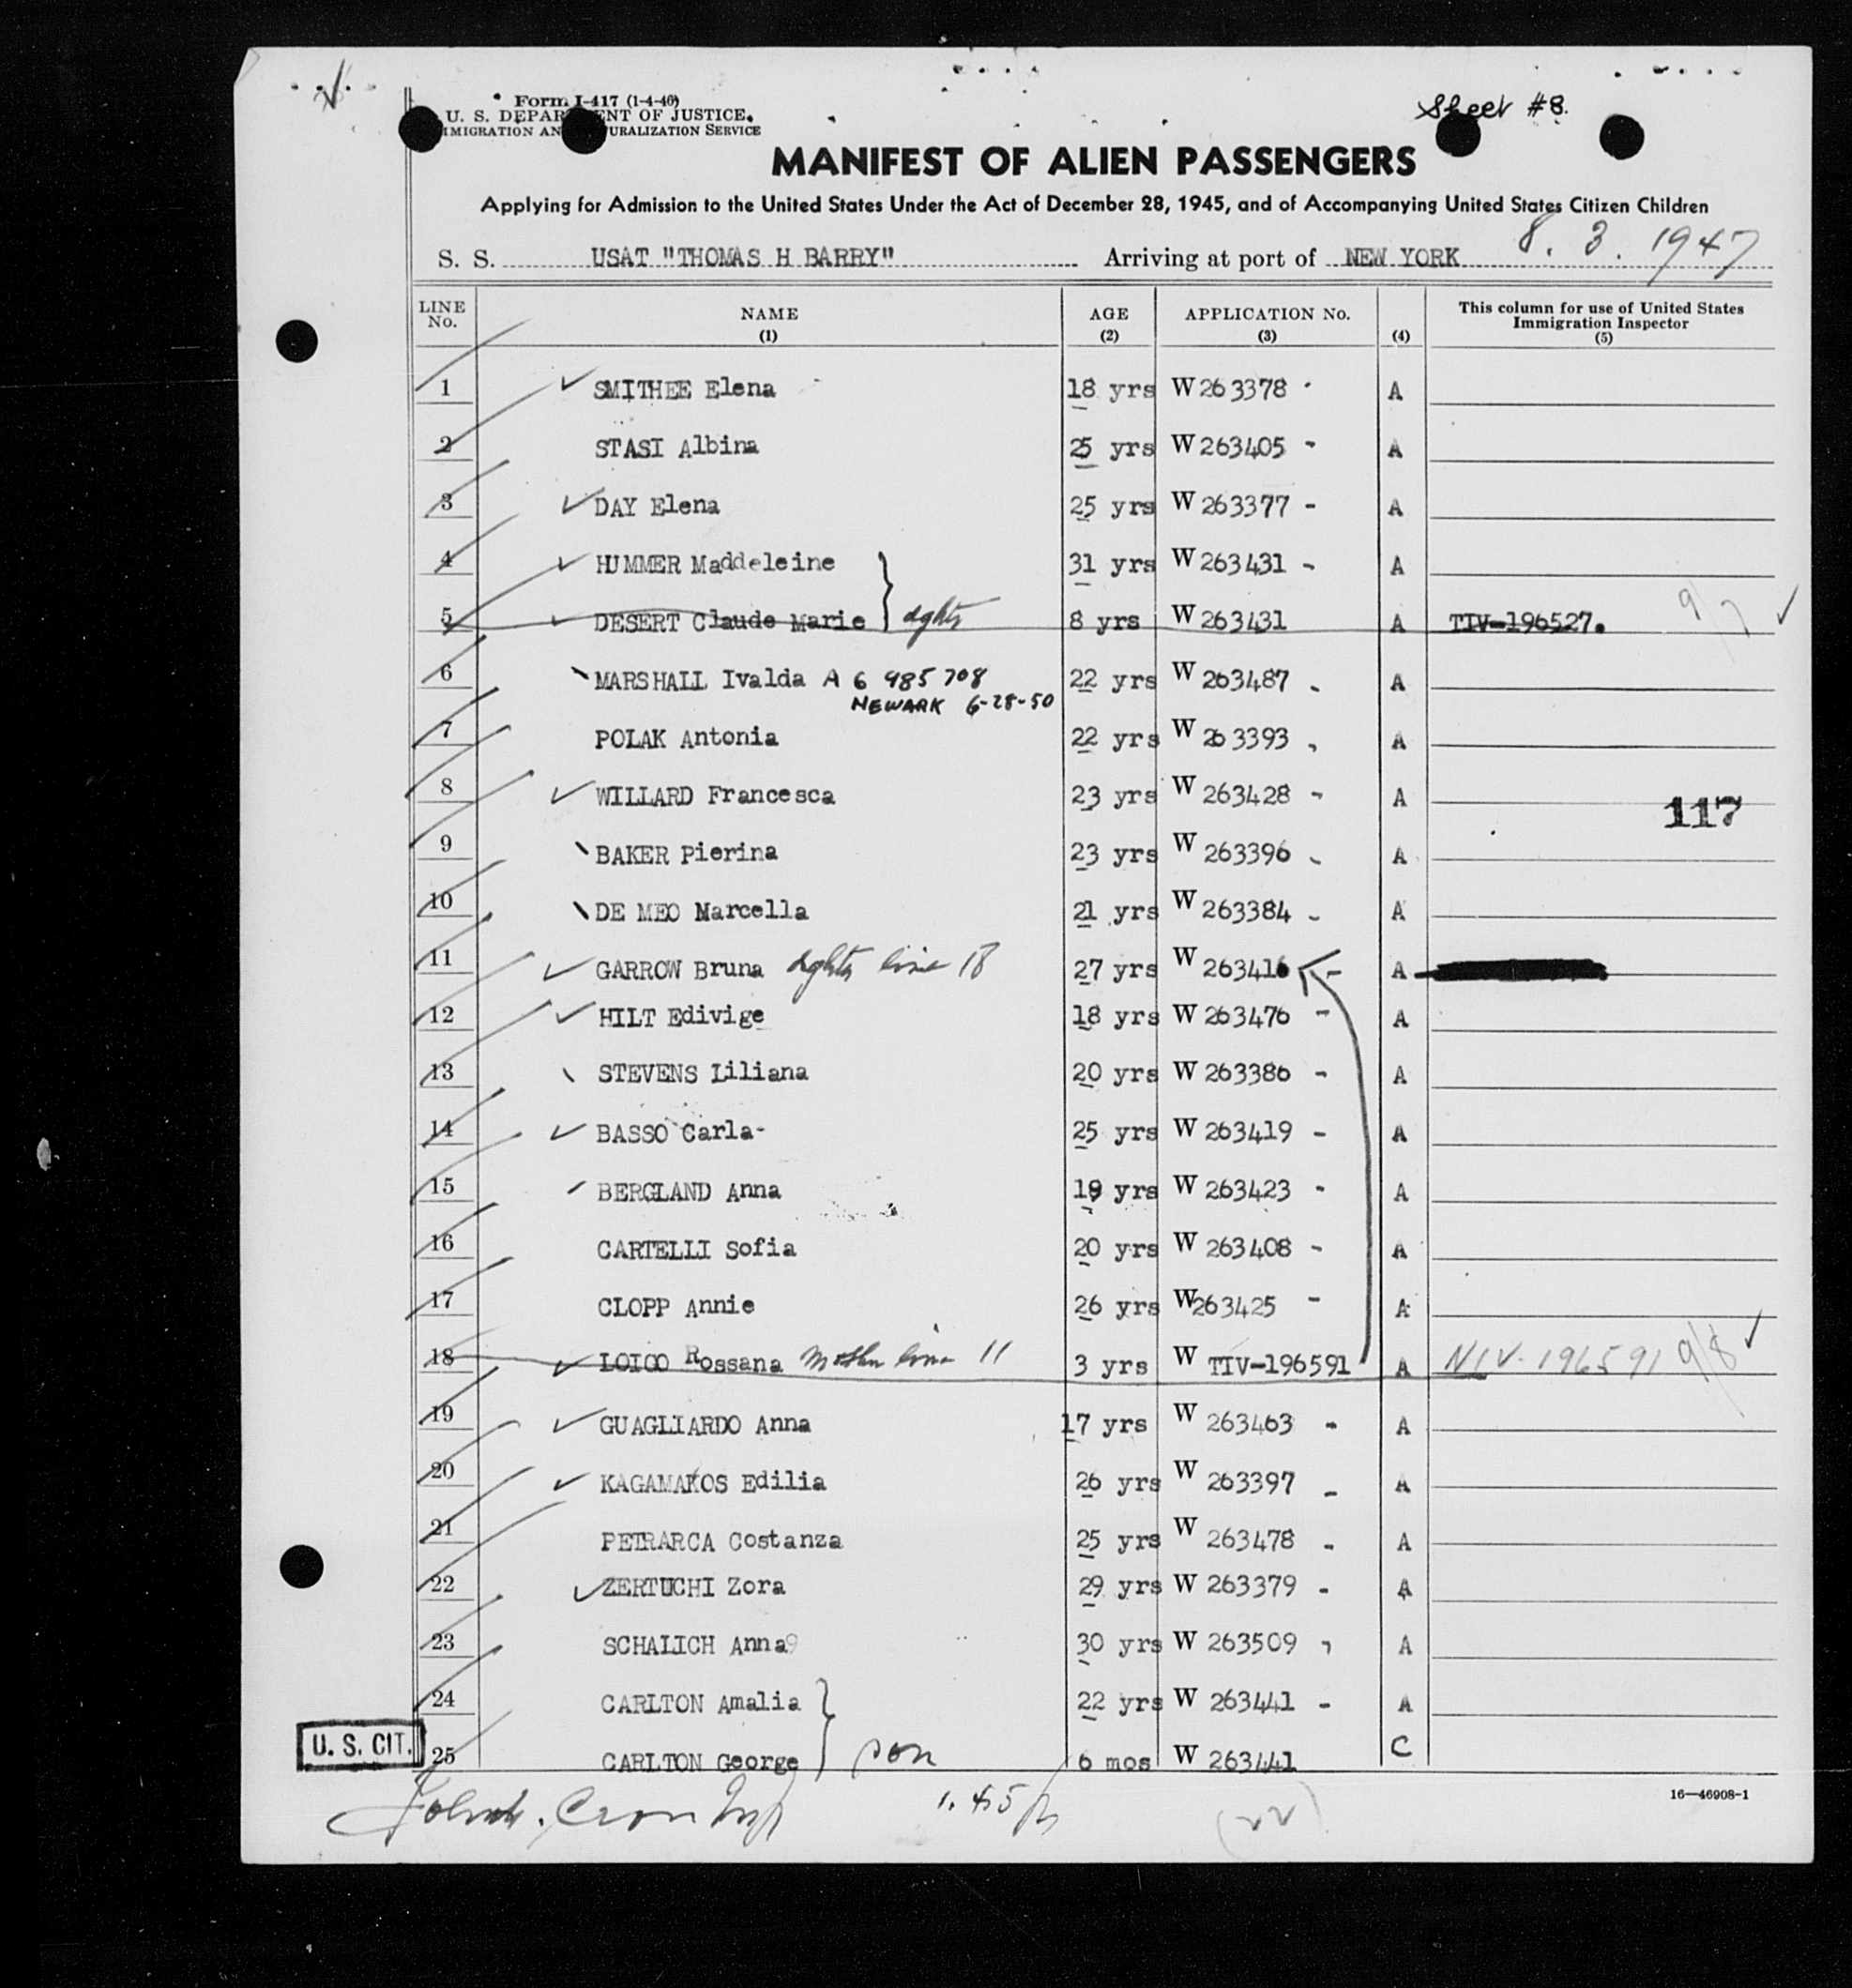 Sheet #8.
Form I-417 (1-4-46)
U. S. DEPARTMENT OF JUSTICE
IMMIGRATION AND NATURALIZATION SERVICE
MANIFEST OF ALIEN PASSENGERS
Applying for Admission to the United States Under the Act of December 28, 1945, and of Accompanying United States Citizen Children
S. S. USAT "THOMAS H BARRY" Arriving at port of NEW YORK 8. 3. 1947
LINE No. NAME (1) AGE (2) APPLICATION No. (3) (4) This column for use of United States Immigration Inspector (5)
1 SMITHEE Elena 18 yrs W 263378 A
2 STASI Albina 25 yrs W 263405 - A
3 DAY Elena 25 yrs W 263377 - A
4 HUMMER Maddeleine 31 yrs W 263431 - A
5 DESERT Claude Marie dghtr 8 yrs W 263431 A TIV-196527. 9/7
6 MARSHALL Ivalda A 6 985 708 22 yrs W 263487 A
NEWARK 6-28-50
7 POLAK Antonia 22 yrs W 263393 A
8 WILLARD Francesca 23 yrs W 263428 - A
117
9 BAKER Pierina 23 yrs W 263396 A
10 DE MEO Marcella 21 yrs W 263384 - A
11 GARROW Bruna dghtr line 18 27 yrs W 263416 - A
12 HILT Edivige 18 yrs W 263476 - A
13 STEVENS Liliana 20 yrs W 263386 - A
14 BASSO Carla- 25 yrs W 263419 - A
15 BERGLAND Anna 19 yrs W 263423 - A
16 CARTELLI Sofia 20 yrs W 263408 - A
17 CLOPP Annie 26 yrs W263425 - A
18 LOICO Rossana Mother line 11 3 yrs W TIV-196591 A NIV-196591 9/8
19 GUAGLIARDO Anna 17 yrs W 263463 - A
20 KAGAMAKOS Edilia 26 yrs W 263397 - A
21 PETRARCA Costanza 25 yrs W 263478 - A
22 ZERTUCHI Zora 29 yrs W 263379 - A
23 SCHALICH Anna 30 yrs W 263509 A
24 CARLTON Amalia 22 yrs W 263441 - A
U. S. CIT. 25 CARLTON George son 6 mos W 263441 C
16—46908-1